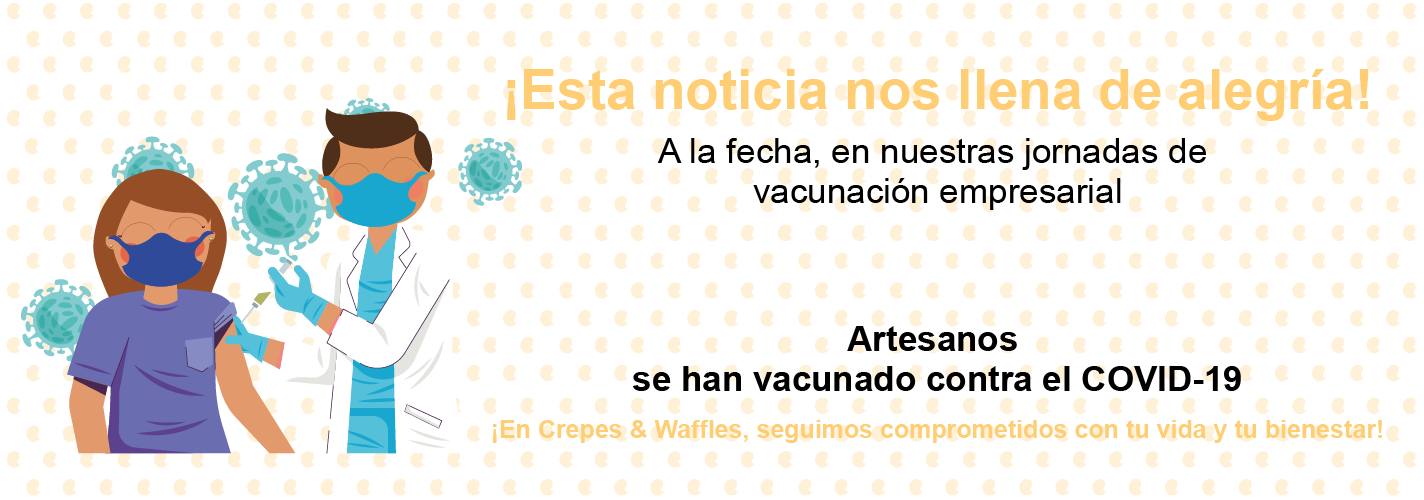 ¡Esta noticia nos llena de alegría!
A la fecha, en nuestras jornadas de
vacunación empresarial
Artesanos
se han vacunado contra el COVID-19
¡En Crepes & Waffles, seguimos comprometidos con tu vida y tu bienestar!